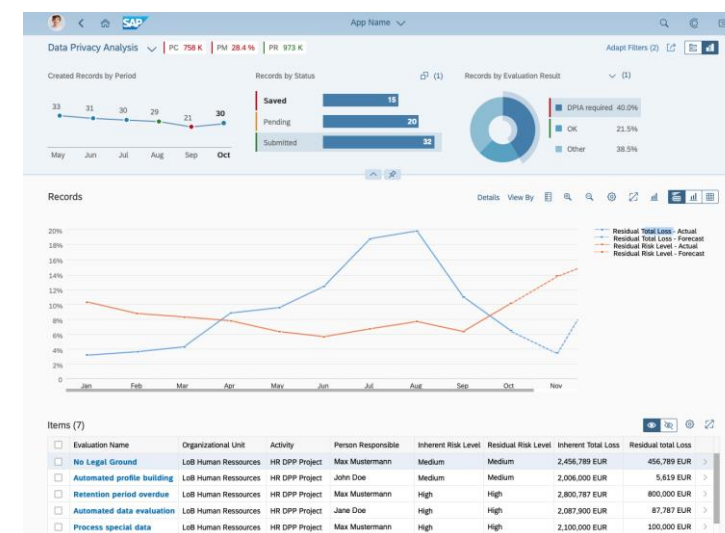 SAP
App Name
Data Privacy Analysis
PC 758 K
PM 28.4 %
PR 973 K
Adapt Filters (2)
Created Records by Period
33
31
30
29
21
30
May Jun Jul Aug Sep Oct
Records by Status
(1)
Saved 15
Pending 20
Submitted 32
Records by Evaluation Result
(1)
DPIA required 40.0%
OK 21.5%
Other 38.5%
Records
Details View By
20%
18%
16%
14%
12%
10%
8%
6%
4%
2%
0
Jan Feb Mar Apr May Jun Jul Aug Sep Oct Nov
Residual Total Loss - Actual
Residual Total Loss - Forecast
Residual Risk Level - Actual
Residual Risk Level - Forecast
Items (7)
Evaluation Name Organizational Unit Activity Person Responsible Inherent Risk Level Residual Risk Level Inherent Total Loss Residual total Loss
No Legal Ground LoB Human Ressources HR DPP Project Max Mustermann Medium Medium 2,456,789 EUR 456,789 EUR
Automated profile building LoB Human Ressources HR DPP Project John Doe Medium Medium 2,006,000 EUR 5,619 EUR
Retention period overdue LoB Human Ressources HR DPP Project Max Mustermann High High 2,800,787 EUR 800,000 EUR
Automated data evaluation LoB Human Ressources HR DPP Project Jane Doe High High 2,087,900 EUR 87,787 EUR
Process special data LoB Human Ressources HR DPP Project Max Mustermann High High 2,100,000 EUR 100,000 EUR